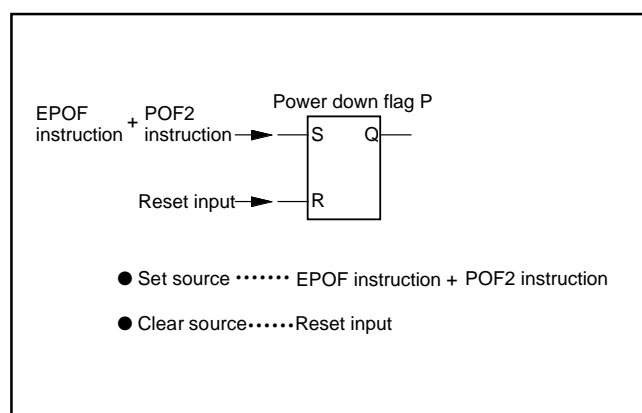 Power down flag P
EPOF instruction + POF2 instruction
S Q
Reset input R
● Set source ······· EPOF instruction + POF2 instruction
● Clear source······Reset input